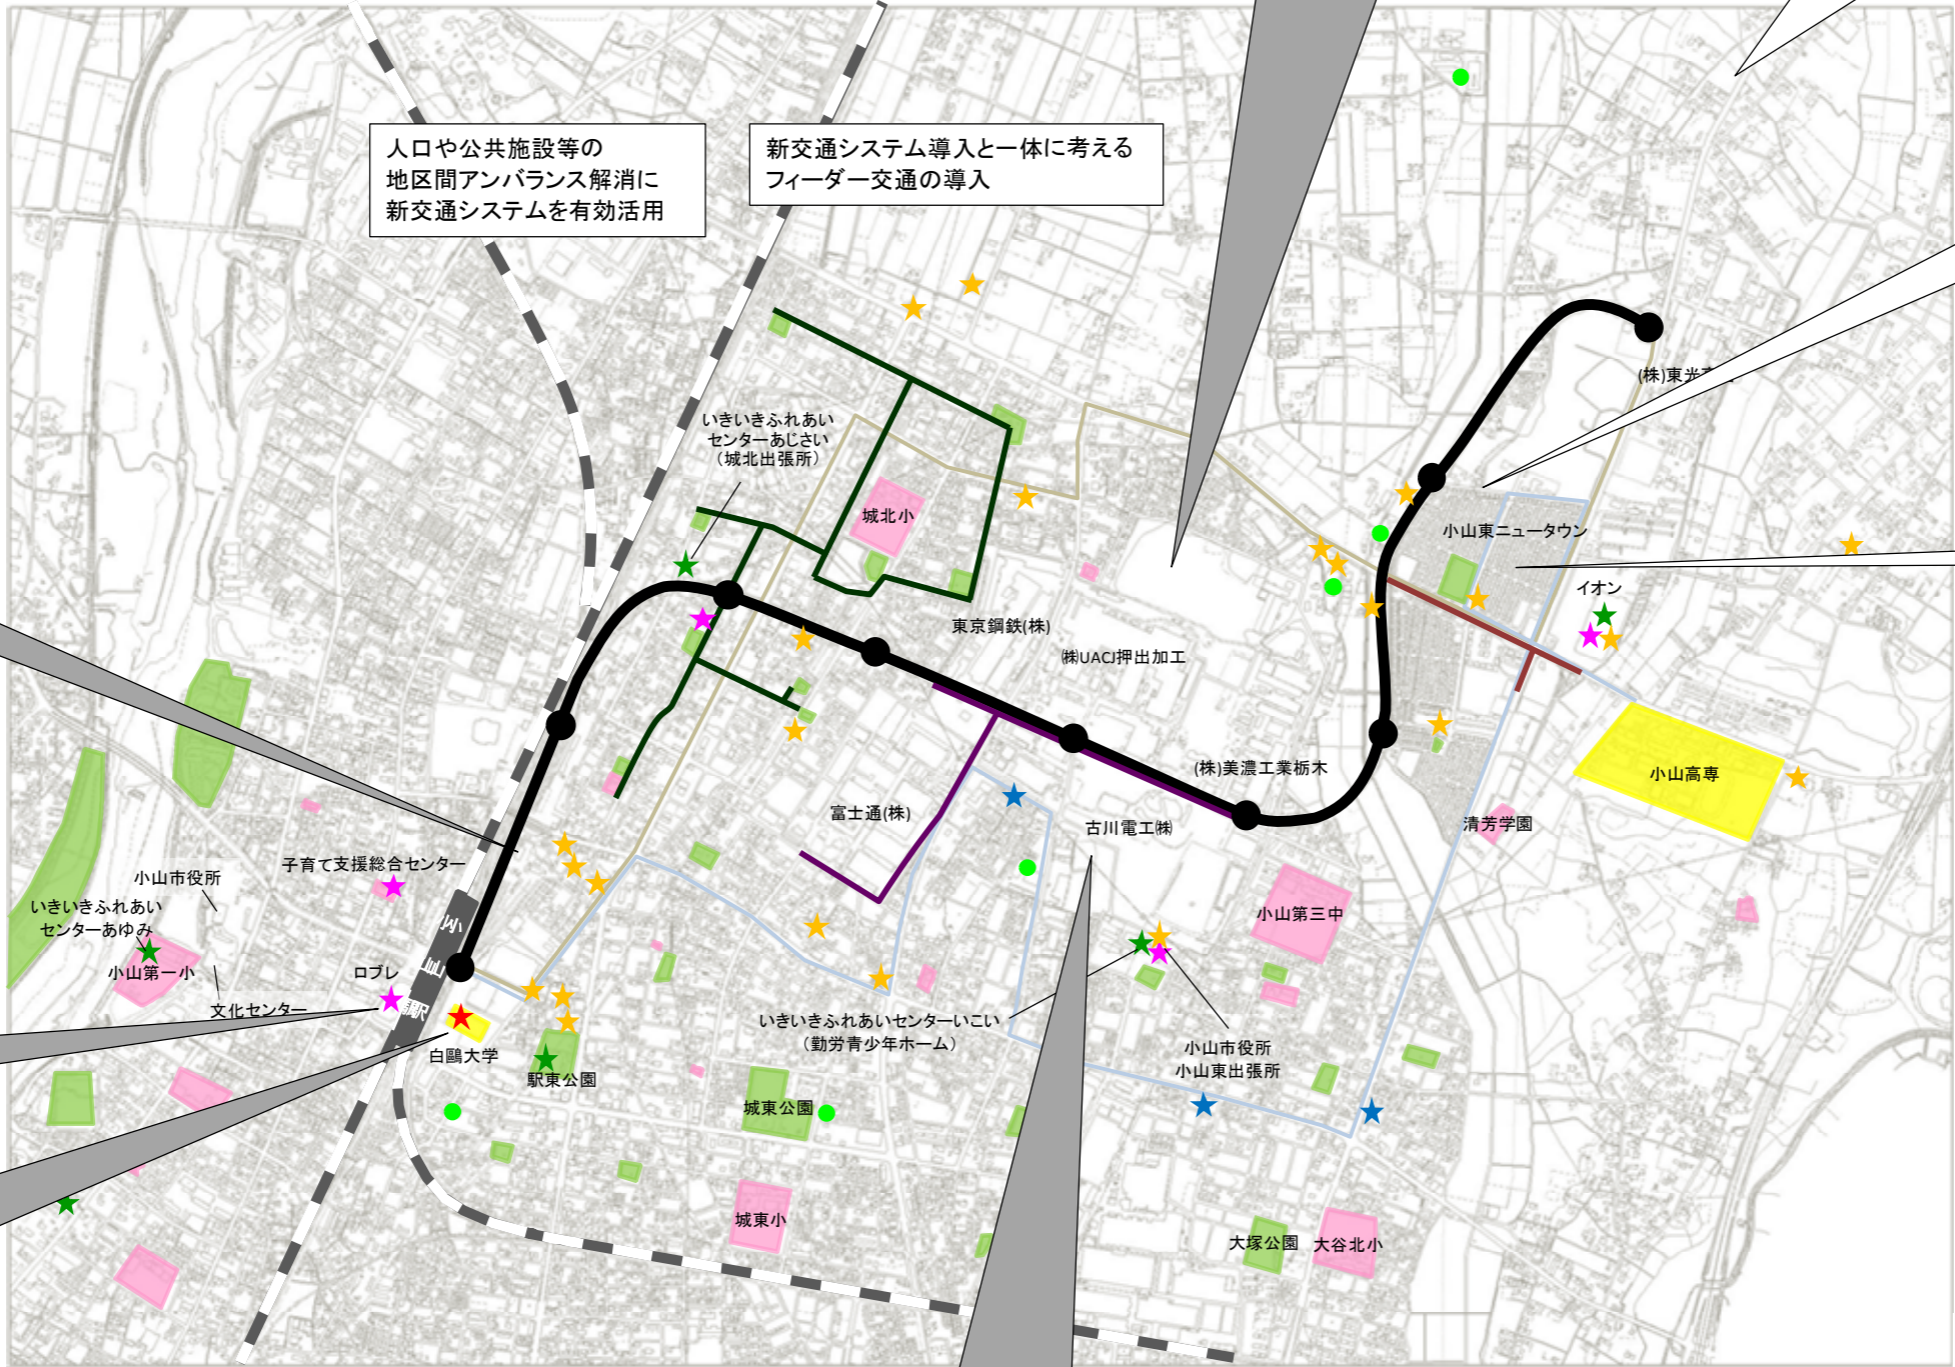 人口や公共施設等の
地区間アンバランス解消に
新交通システムを有効活用
新交通システム導入と一体に考える
フィーダー交通の導入
(株)東光
いきいきふれあい
センターあじさい
(城北出張所)
城北小
小山東ニュータウン
イオン
東京鋼鉄(株)
㈱UACJ押出加工
(株)美濃工業栃木
小山高専
富士通(株)
古川電工㈱
清芳学園
子育て支援総合センター
小山市役所
いきいきふれあい
センターあゆみ
小山第一小
ロブレ
文化センター
小山駅
白鷗大学
駅東公園
小山第三中
いきいきふれあいセンターいこい
(勤労青少年ホーム)
小山市役所
小山東出張所
城東公園
城東小
大塚公園
大谷北小